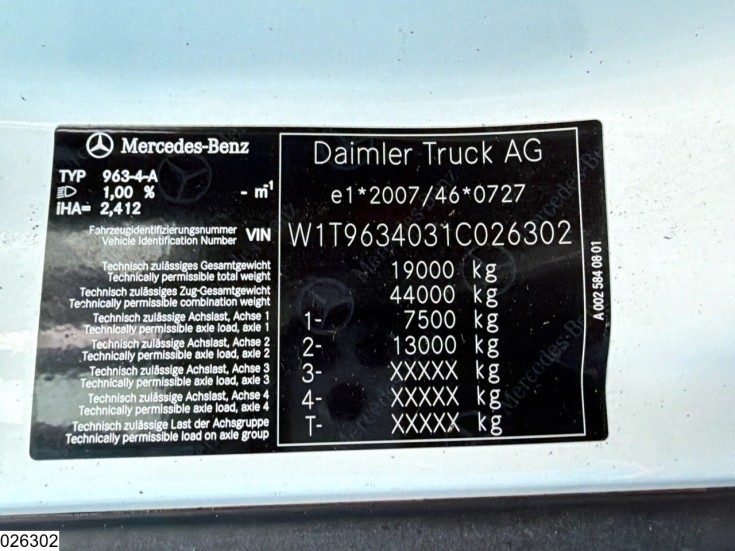 Mercedes-Benz
TYP 963-4-A
1,00 % - m⁻¹
iHA= 2,412
Fahrzeugidentifizierungsnummer
Vehicle Identification Number VIN
Technisch zulässiges Gesamtgewicht
Technically permissible total weight
Technisch zulässiges Zug-Gesamtgewicht
Technically permissible combination weight
Technisch zulässige Achslast, Achse 1
Technically permissible axle load, axle 1
Technisch zulässige Achslast, Achse 2
Technically permissible axle load, axle 2
Technisch zulässige Achslast, Achse 3
Technically permissible axle load, axle 3
Technisch zulässige Achslast, Achse 4
Technically permissible axle load, axle 4
Technisch zulässige Last der Achsgruppe
Technically permissible load on axle group
Daimler Truck AG
e1*2007/46*0727
W1T9634031C026302
19000 kg
44000 kg
1- 7500 kg
2- 13000 kg
3- XXXXX kg
4- XXXXX kg
T- XXXXX kg
A 002 584 08 01
026302